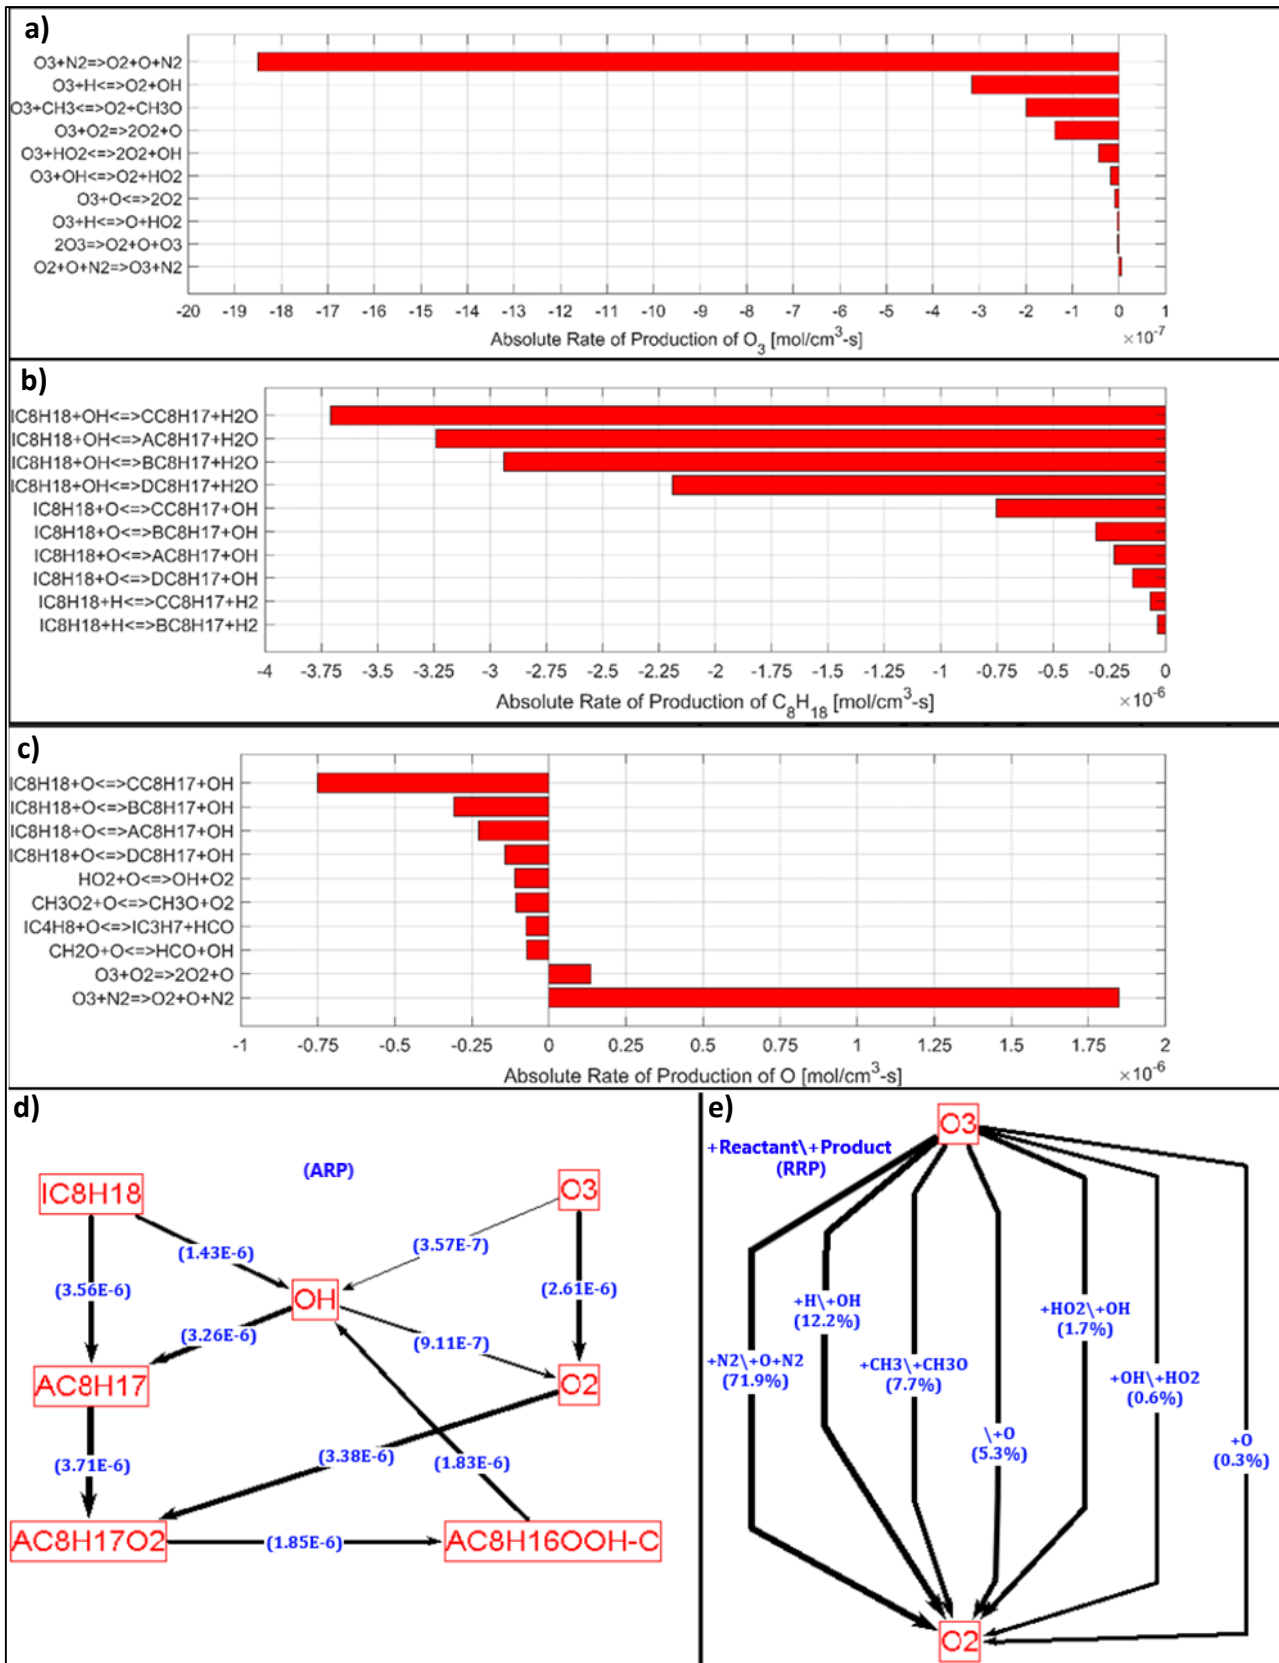 a)
O3+N2=>O2+O+N2
O3+H<=>O2+OH
O3+CH3<=>O2+CH3O
O3+O2=>2O2+O
O3+HO2<=>2O2+OH
O3+OH<=>O2+HO2
O3+O<=>2O2
O3+H<=>O+HO2
2O3=>O2+O+O3
O2+O+N2=>O3+N2
-20 -19 -18 -17 -16 -15 -14 -13 -12 -11 -10 -9 -8 -7 -6 -5 -4 -3 -2 -1 0 1
Absolute Rate of Production of O3 [mol/cm³-s]
×10⁻⁷
b)
IC8H18+OH<=>CC8H17+H2O
IC8H18+OH<=>AC8H17+H2O
IC8H18+OH<=>BC8H17+H2O
IC8H18+OH<=>DC8H17+H2O
IC8H18+O<=>CC8H17+OH
IC8H18+O<=>BC8H17+OH
IC8H18+O<=>AC8H17+OH
IC8H18+O<=>DC8H17+OH
IC8H18+H<=>CC8H17+H2
IC8H18+H<=>BC8H17+H2
-4 -3.75 -3.5 -3.25 -3 -2.75 -2.5 -2.25 -2 -1.75 -1.5 -1.25 -1 -0.75 -0.5 -0.25 0
Absolute Rate of Production of C8H18 [mol/cm³-s]
×10⁻⁶
c)
IC8H18+O<=>CC8H17+OH
IC8H18+O<=>BC8H17+OH
IC8H18+O<=>AC8H17+OH
IC8H18+O<=>DC8H17+OH
HO2+O<=>OH+O2
CH3O2+O<=>CH3O+O2
IC4H8+O<=>IC3H7+HCO
CH2O+O<=>HCO+OH
O3+O2=>2O2+O
O3+N2=>O2+O+N2
-1 -0.75 -0.5 -0.25 0 0.25 0.5 0.75 1 1.25 1.5 1.75 2
Absolute Rate of Production of O [mol/cm³-s]
×10⁻⁶
d)
(ARP)
IC8H18
O3
(1.43E-6)
(3.57E-7)
(3.56E-6)
(2.61E-6)
OH
(3.26E-6)
(9.11E-7)
AC8H17
O2
(3.71E-6)
(3.38E-6)
(1.83E-6)
AC8H17O2
(1.85E-6)
AC8H16OOH-C
e)
O3
+Reactant\+Product
(RRP)
+N2\+O+N2
(71.9%)
+H\+OH
(12.2%)
+CH3\+CH3O
(7.7%)
\+O
(5.3%)
+HO2\+OH
(1.7%)
+OH\+HO2
(0.6%)
+O
(0.3%)
O2